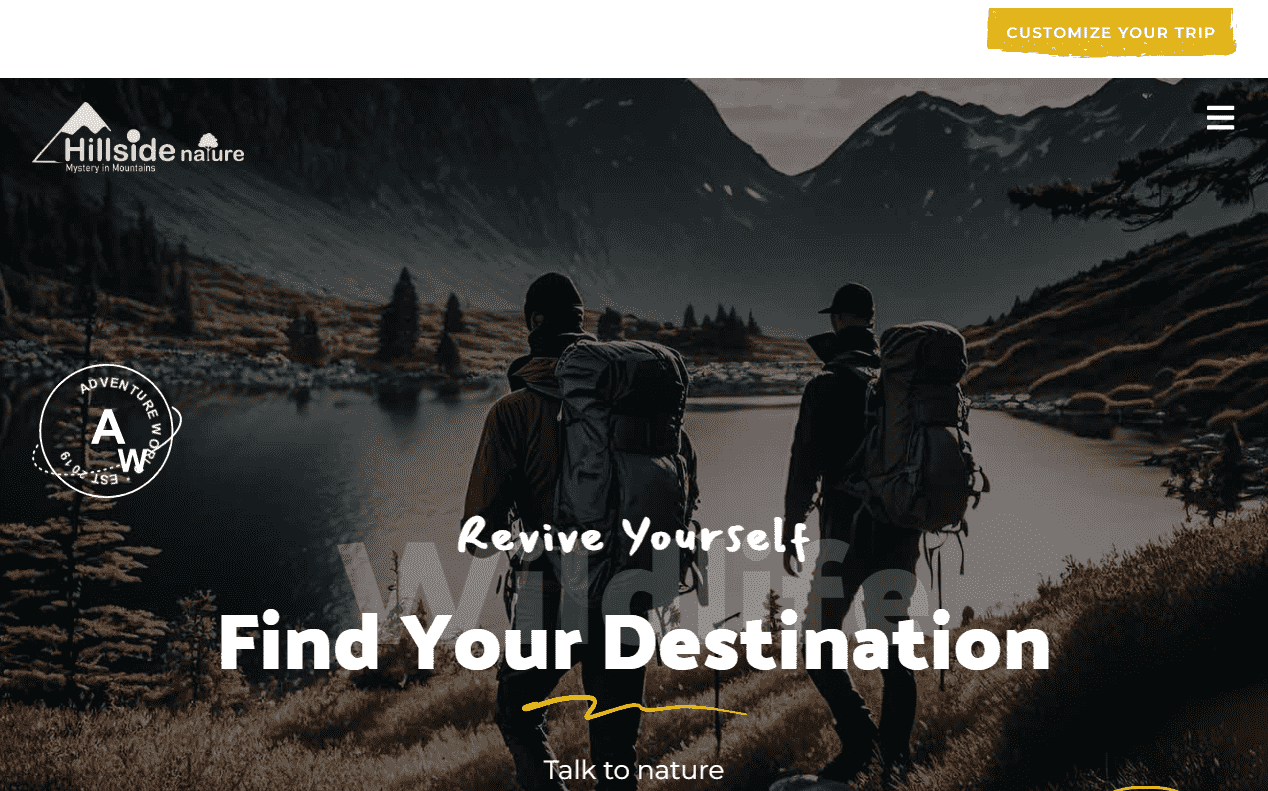 CUSTOMIZE YOUR TRIP
Hillside nature
Mystery in Mountains
ADVENTURE WORL
EST 2019
A
W
Revive Yourself
Wildlife
Find Your Destination
Talk to nature